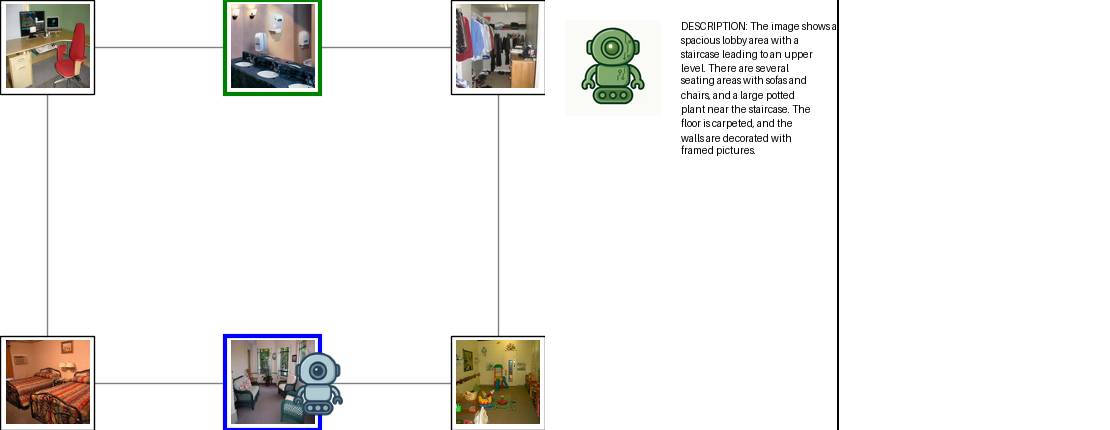 DESCRIPTION: The image shows a
spacious lobby area with a
staircase leading to an upper
level. There are several
seating areas with sofas and
chairs, and a large potted
plant near the staircase. The
floor is carpeted, and the
walls are decorated with
framed pictures.